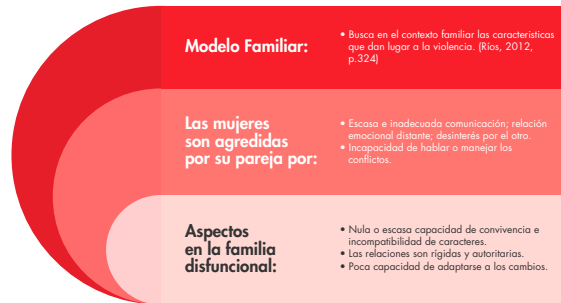 Modelo Familiar:
• Busca en el contexto familiar las características
que dan lugar a la violencia. (Ríos, 2012,
p.324)
Las mujeres
son agredidas
por su pareja por:
• Escasa e inadecuada comunicación; relación
emocional distante; desinterés por el otro.
• Incapacidad de hablar o manejar los
conflictos.
Aspectos
en la familia
disfuncional:
• Nula o escasa capacidad de convivencia e
incompatibilidad de caracteres.
• Las relaciones son rígidas y autoritarias.
• Poca capacidad de adaptarse a los cambios.